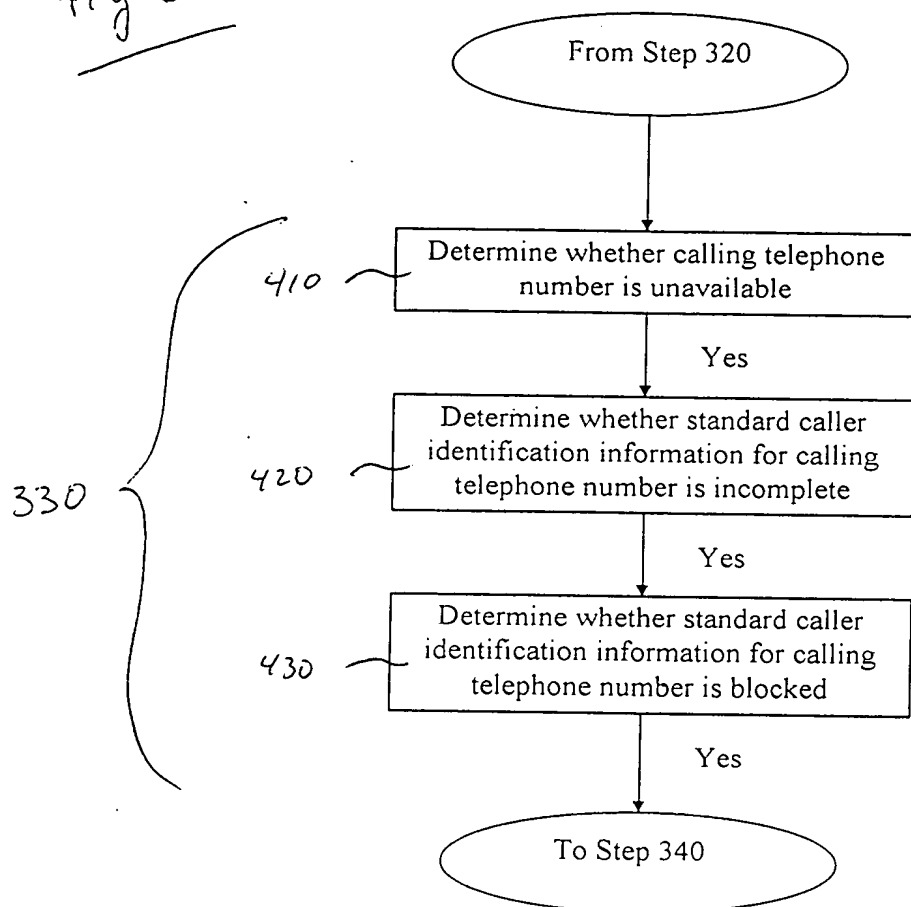 Fig
From Step 320
410
Determine whether calling telephone
number is unavailable
Yes
330
420
Determine whether standard caller
identification information for calling
telephone number is incomplete
Yes
430
Determine whether standard caller
identification information for calling
telephone number is blocked
Yes
To Step 340